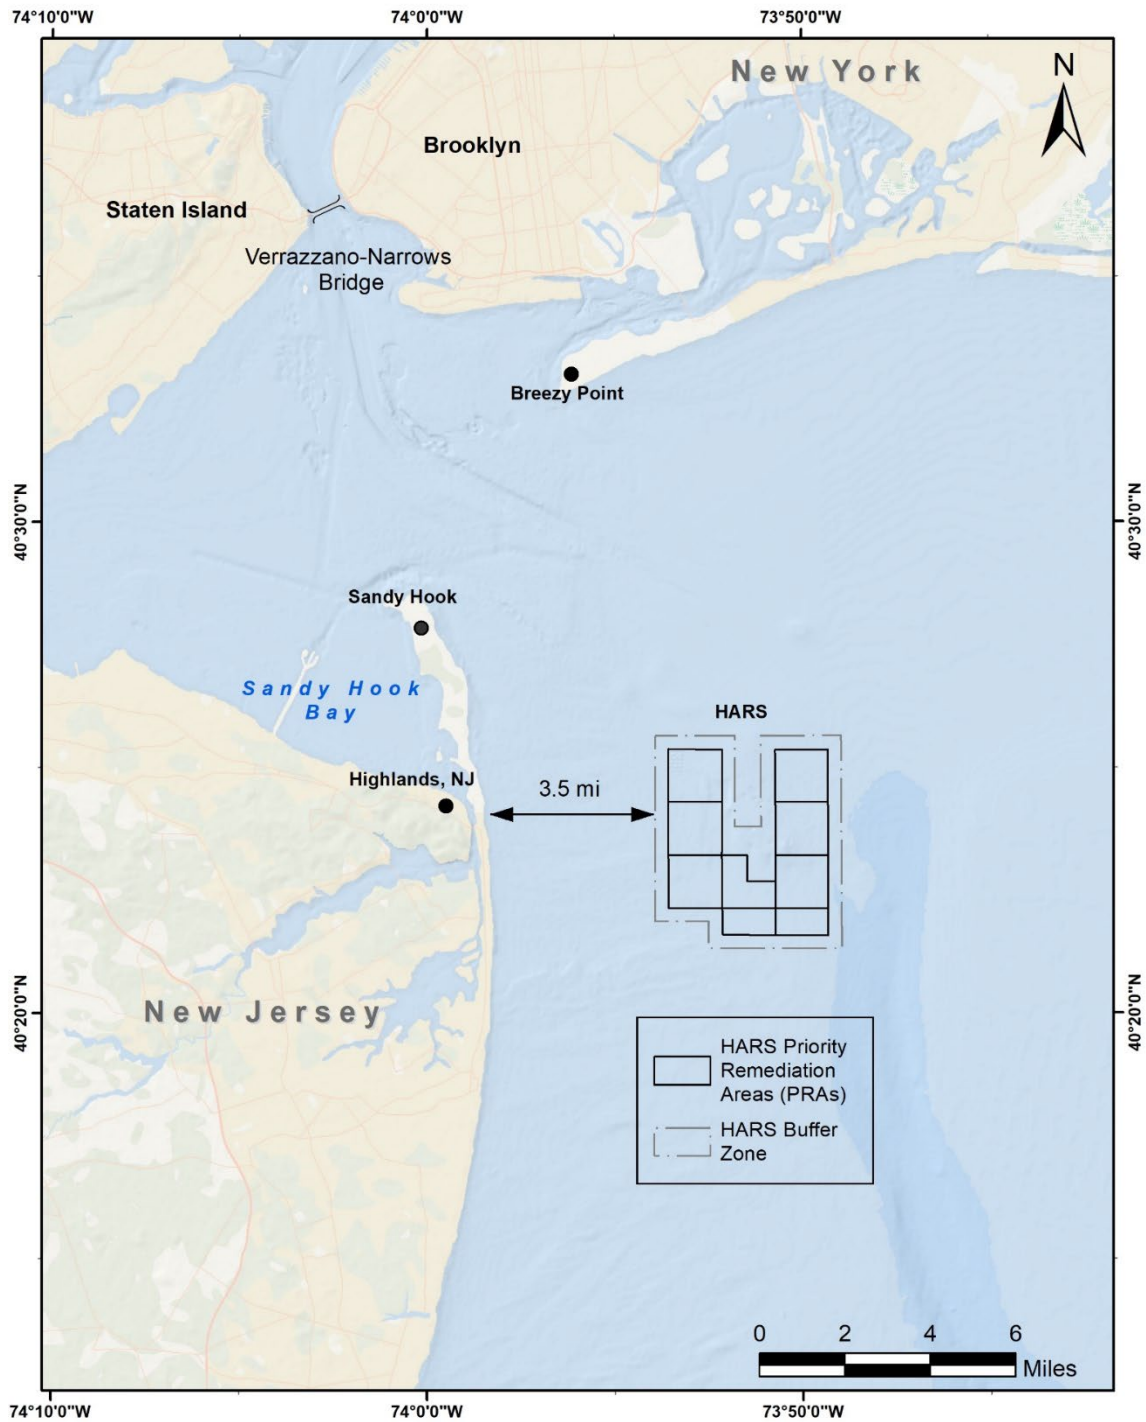 74°10'0"W
74°0'0"W
73°50'0"W
New York
N
Brooklyn
Staten Island
Verrazzano-Narrows
Bridge
Breezy Point
40°30'0"N
40°30'0"N
Sandy Hook
Sandy Hook
Bay
HARS
Highlands, NJ
3.5 mi
New Jersey
40°20'0"N
40°20'0"N
HARS Priority
Remediation
Areas (PRAs)
HARS Buffer
Zone
0 2 4 6
Miles
74°10'0"W
74°0'0"W
73°50'0"W